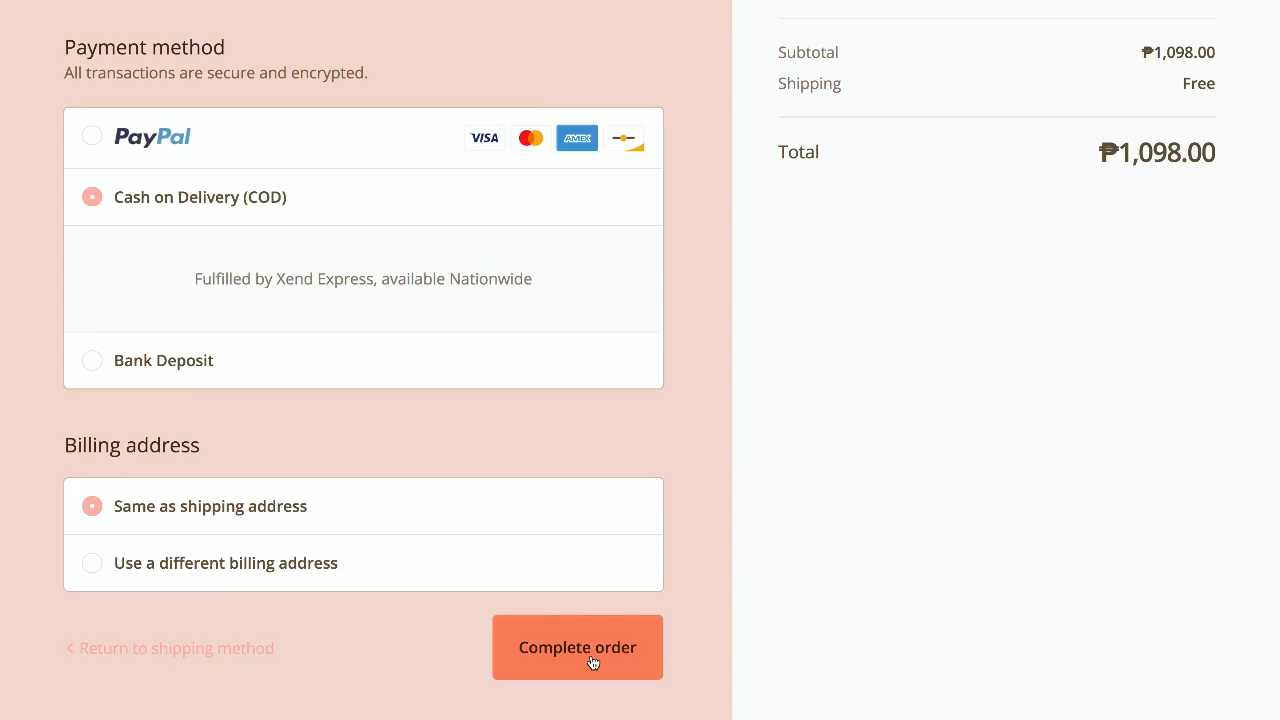 Payment method
All transactions are secure and encrypted.
PayPal VISA AMEX
Cash on Delivery (COD)
Fulfilled by Xend Express, available Nationwide
Bank Deposit
Billing address
Same as shipping address
Use a different billing address
< Return to shipping method
Complete order
Subtotal ₱1,098.00
Shipping Free
Total ₱1,098.00